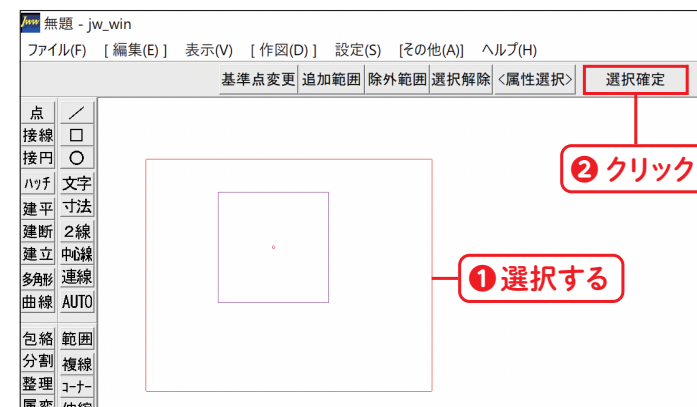 Jww 無題 - jw_win
ファイル(F) [ 編集(E) ] 表示(V) [ 作図(D) ] 設定(S) [その他(A)] ヘルプ(H)
基準点変更 追加範囲 除外範囲 選択解除 <属性選択> 選択確定
点 ／
接線 □
接円 ○
ハッチ 文字
建平 寸法
建断 2線
建立 中心線
多角形 連線
曲線 AUTO
包絡 範囲
分割 複線
整理 コーナー
属変 伸縮
❷ クリック
❶選択する